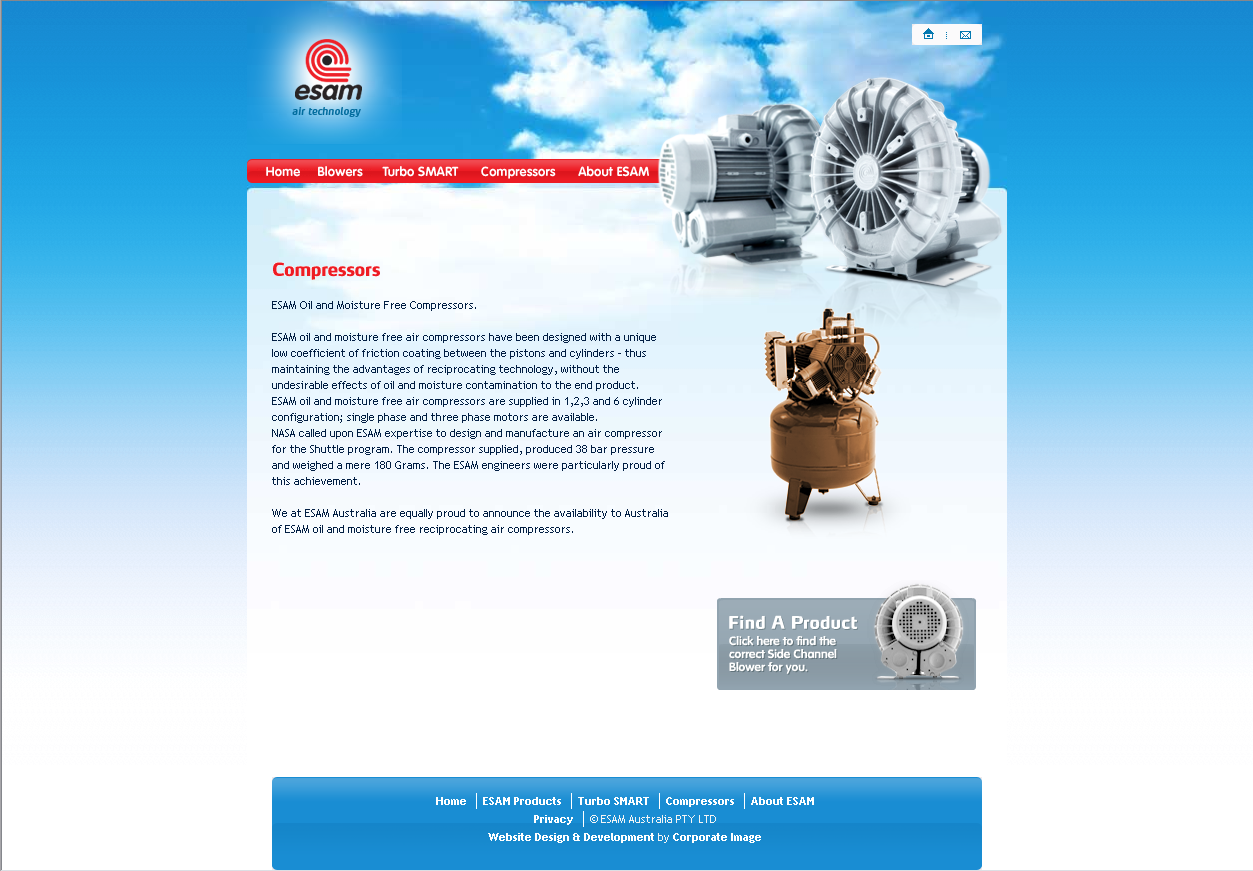 esam
air technology
Home Blowers Turbo SMART Compressors About ESAM
Compressors
ESAM Oil and Moisture Free Compressors.
ESAM oil and moisture free air compressors have been designed with a unique
low coefficient of friction coating between the pistons and cylinders - thus
maintaining the advantages of reciprocating technology, without the
undesirable effects of oil and moisture contamination to the end product.
ESAM oil and moisture free air compressors are supplied in 1,2,3 and 6 cylinder
configuration; single phase and three phase motors are available.
NASA called upon ESAM expertise to design and manufacture an air compressor
for the Shuttle program. The compressor supplied, produced 38 bar pressure
and weighed a mere 180 Grams. The ESAM engineers were particularly proud of
this achievement.
We at ESAM Australia are equally proud to announce the availability to Australia
of ESAM oil and moisture free reciprocating air compressors.
Find A Product
Click here to find the
correct Side Channel
Blower for you.
Home ESAM Products Turbo SMART Compressors About ESAM
Privacy © ESAM Australia PTY LTD
Website Design & Development by Corporate Image